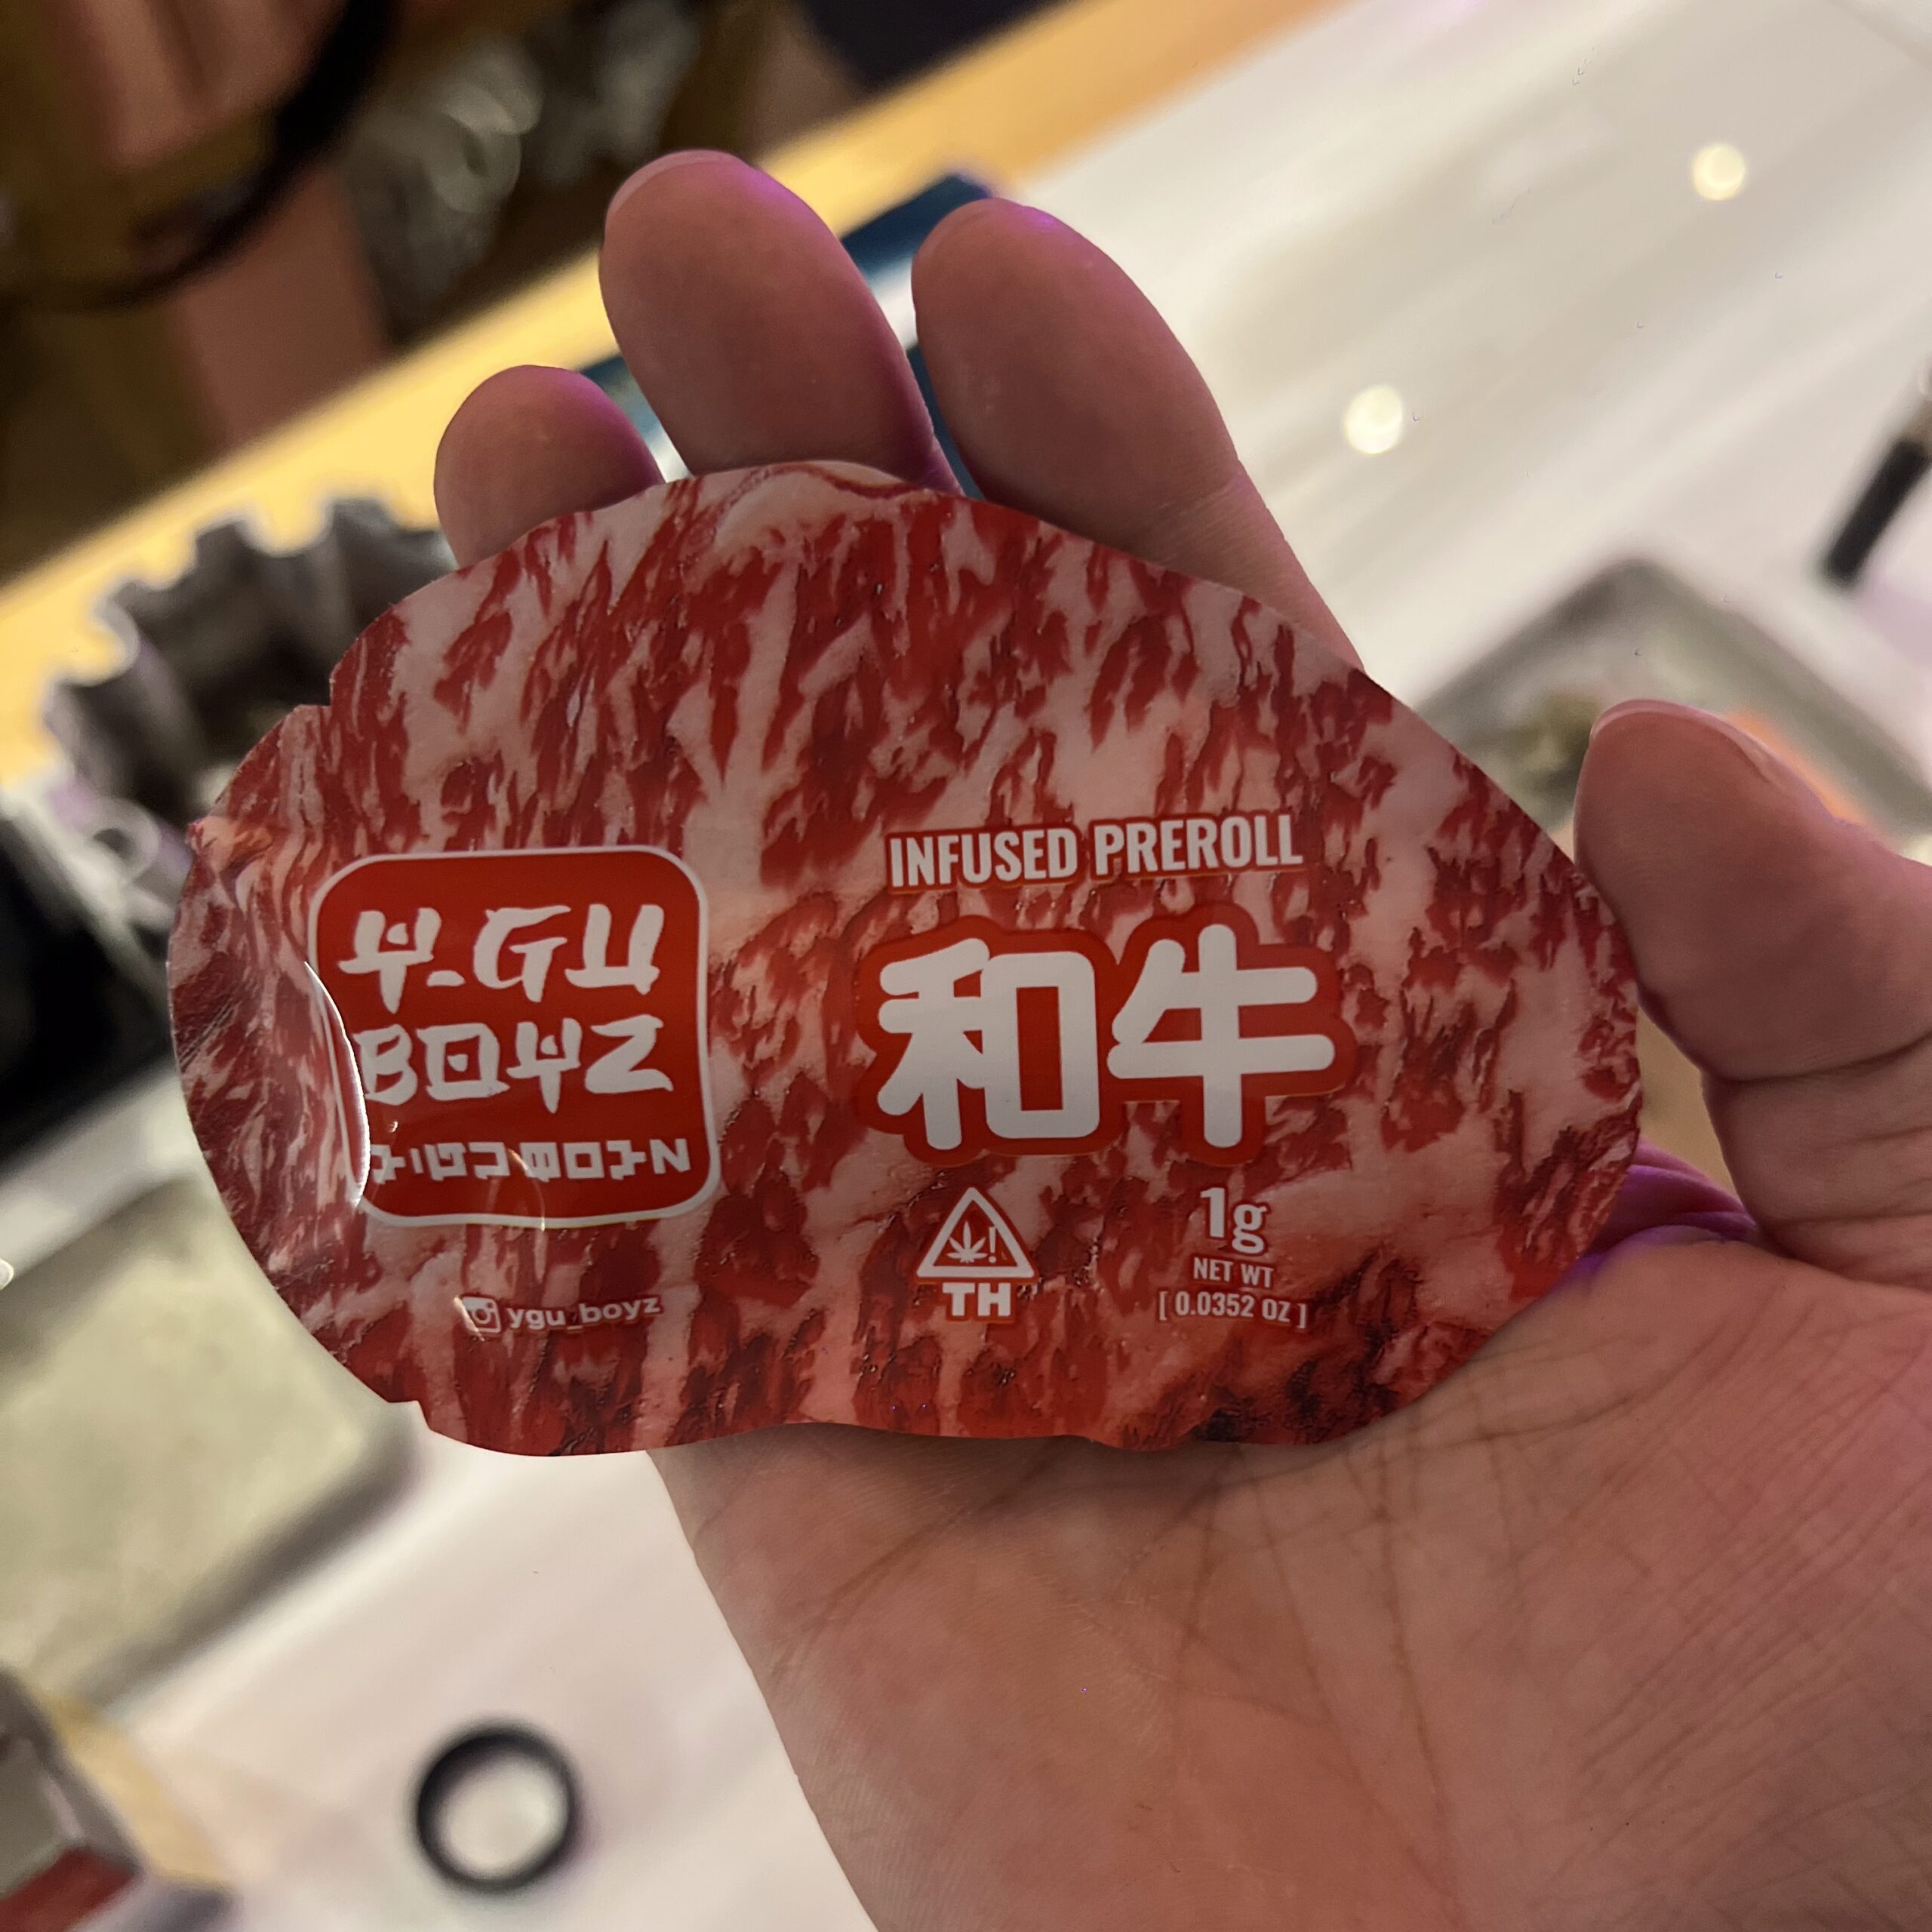 Y-GU
BOYZ
INFUSED PREROLL
和牛
TH
1g
NET WT
[ 0.0352 OZ ]
ygu_boyz